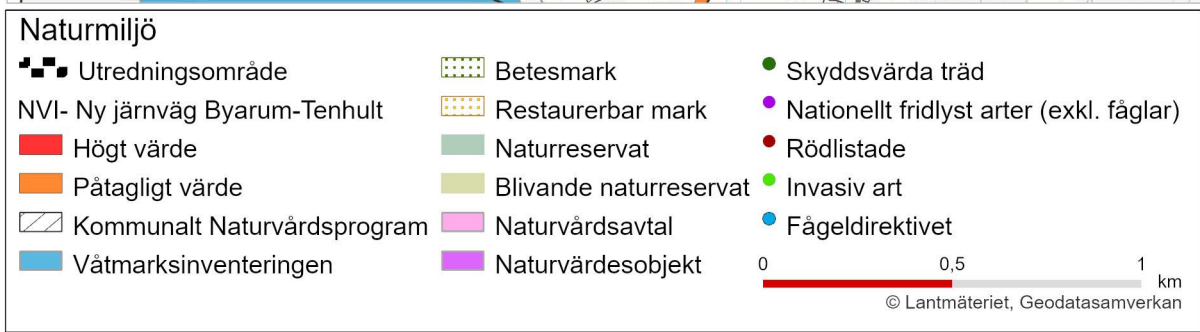 Naturmiljö
Utredningsområde
NVI- Ny järnväg Byarum-Tenhult
Högt värde
Påtagligt värde
Kommunalt Naturvårdsprogram
Våtmarksinventeringen
Betesmark
Restaurerbar mark
Naturreservat
Blivande naturreservat
Naturvårdsavtal
Naturvärdesobjekt
Skyddsvärda träd
Nationellt fridlyst arter (exkl. fåglar)
Rödlistade
Invasiv art
Fågeldirektivet
0 0,5 1
km
© Lantmäteriet, Geodatasamverkan